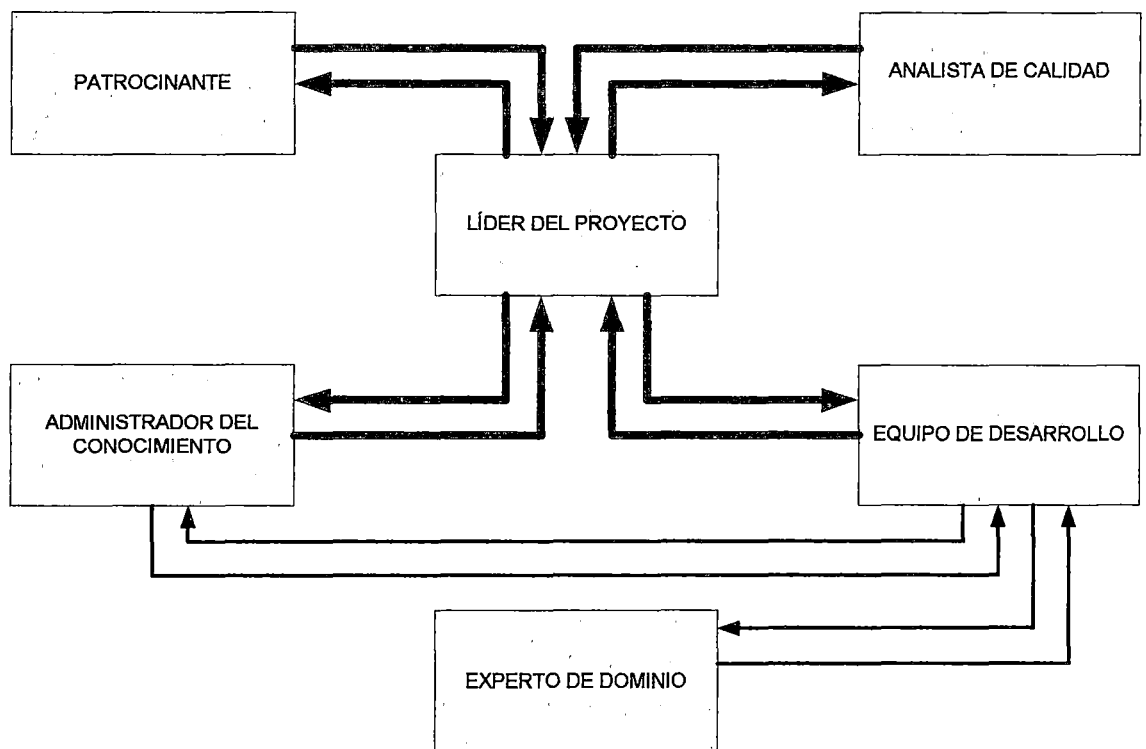 PATROCINANTE
ANALISTA DE CALIDAD
LÍDER DEL PROYECTO
ADMINISTRADOR DEL
CONOCIMIENTO
EQUIPO DE DESARROLLO
EXPERTO DE DOMINIO